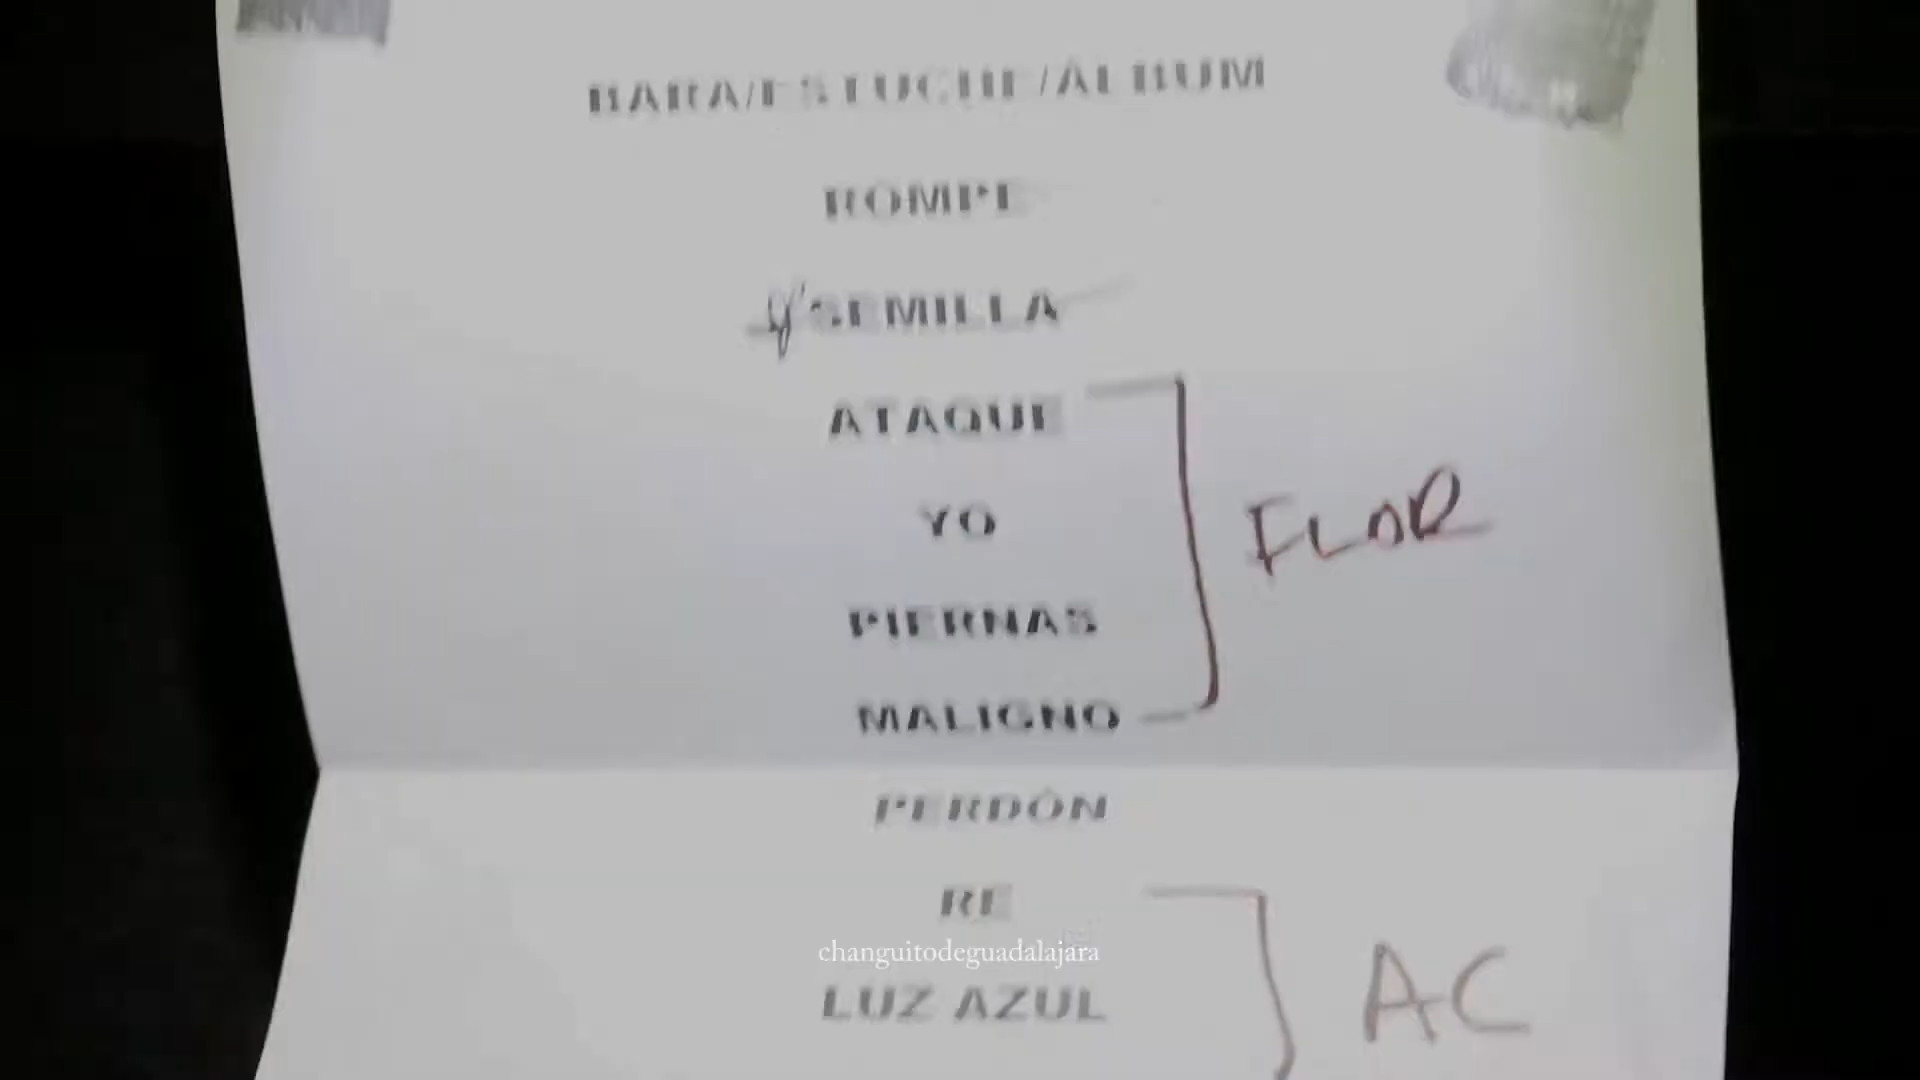 BARA/ESTUCHE/ÁLBUM
ROMPE
SEMILLA
ATAQUE
YO
FLOR
PIERNAS
MALIGNO
PERDÓN
RE
changuitodeguadalajara
AC
LUZ AZUL